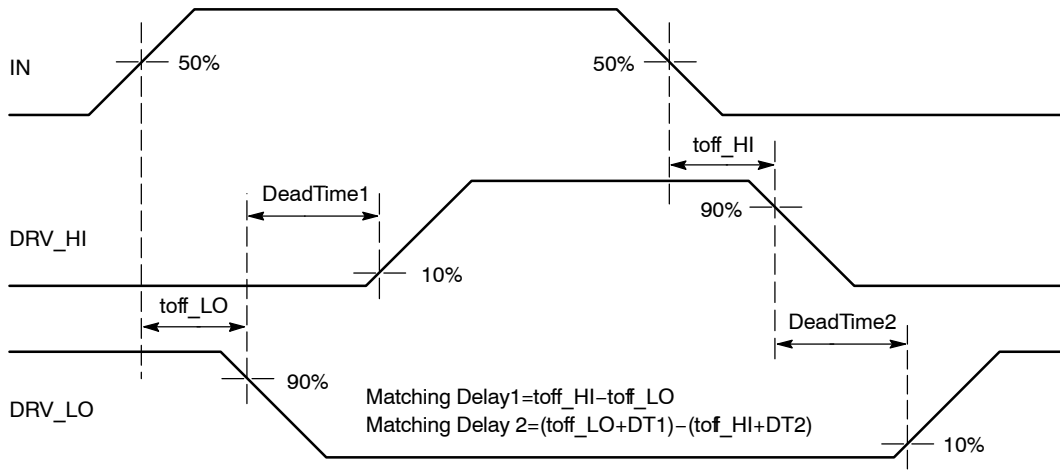 IN
50%
50%
toff_HI
DeadTime1
90%
DRV_HI
10%
toff_LO
DeadTime2
90%
Matching Delay1=toff_HI−toff_LO
DRV_LO
Matching Delay 2=(toff_LO+DT1)−(toff_HI+DT2)
10%